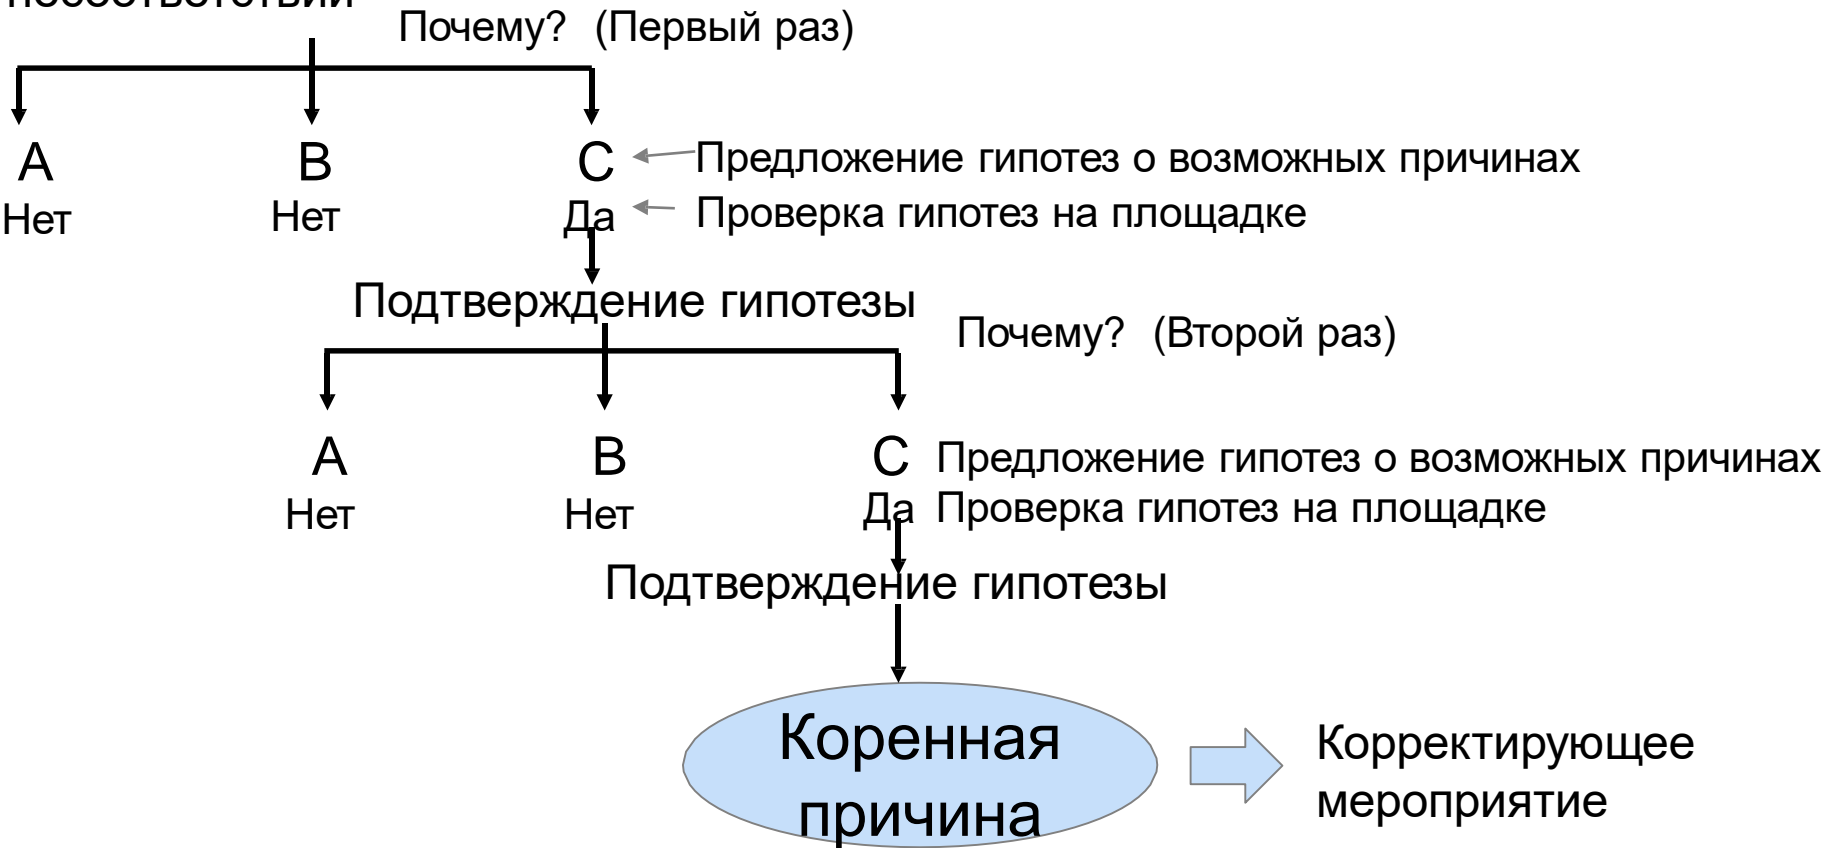 Почему? (Первый раз)
A B C Предложение гипотез о возможных причинах
Нет Нет Да Проверка гипотез на площадке
Подтверждение гипотезы
Почему? (Второй раз)
A B C Предложение гипотез о возможных причинах
Нет Нет Да Проверка гипотез на площадке
Подтверждение гипотезы
Коренная
причина
Корректирующее
мероприятие